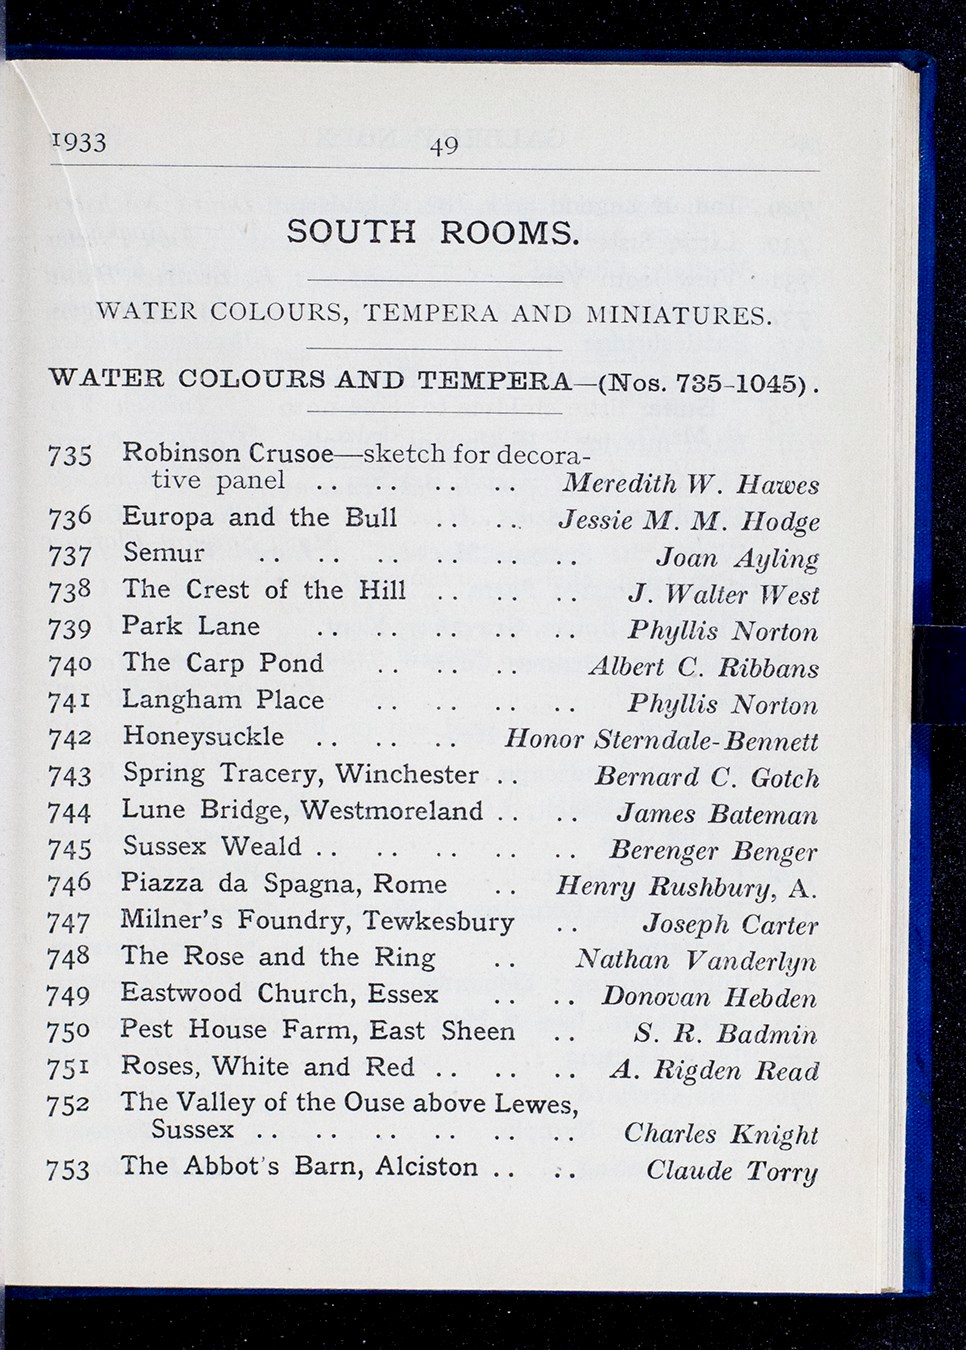 1933 49
SOUTH ROOMS.
WATER COLOURS, TEMPERA AND MINIATURES.
WATER COLOURS AND TEMPERA—(Nos. 735-1045).
735 Robinson Crusoe—sketch for decora-
tive panel .. .. .. .. Meredith W. Hawes
736 Europa and the Bull .. .. Jessie M. M. Hodge
737 Semur .. .. .. .. .. .. Joan Ayling
738 The Crest of the Hill .. .. .. J. Walter West
739 Park Lane .. .. .. .. .. Phyllis Norton
740 The Carp Pond .. .. .. Albert C. Ribbans
741 Langham Place .. .. .. .. Phyllis Norton
742 Honeysuckle .. .. .. Honor Sterndale-Bennett
743 Spring Tracery, Winchester .. Bernard C. Gotch
744 Lune Bridge, Westmoreland .. .. James Bateman
745 Sussex Weald .. .. .. .. .. Berenger Benger
746 Piazza da Spagna, Rome .. Henry Rushbury, A.
747 Milner's Foundry, Tewkesbury .. Joseph Carter
748 The Rose and the Ring .. Nathan Vanderlyn
749 Eastwood Church, Essex .. .. Donovan Hebden
750 Pest House Farm, East Sheen .. S. R. Badmin
751 Roses, White and Red .. .. .. A. Rigden Read
752 The Valley of the Ouse above Lewes,
Sussex .. .. .. .. .. .. Charles Knight
753 The Abbot's Barn, Alciston .. .. Claude Torry